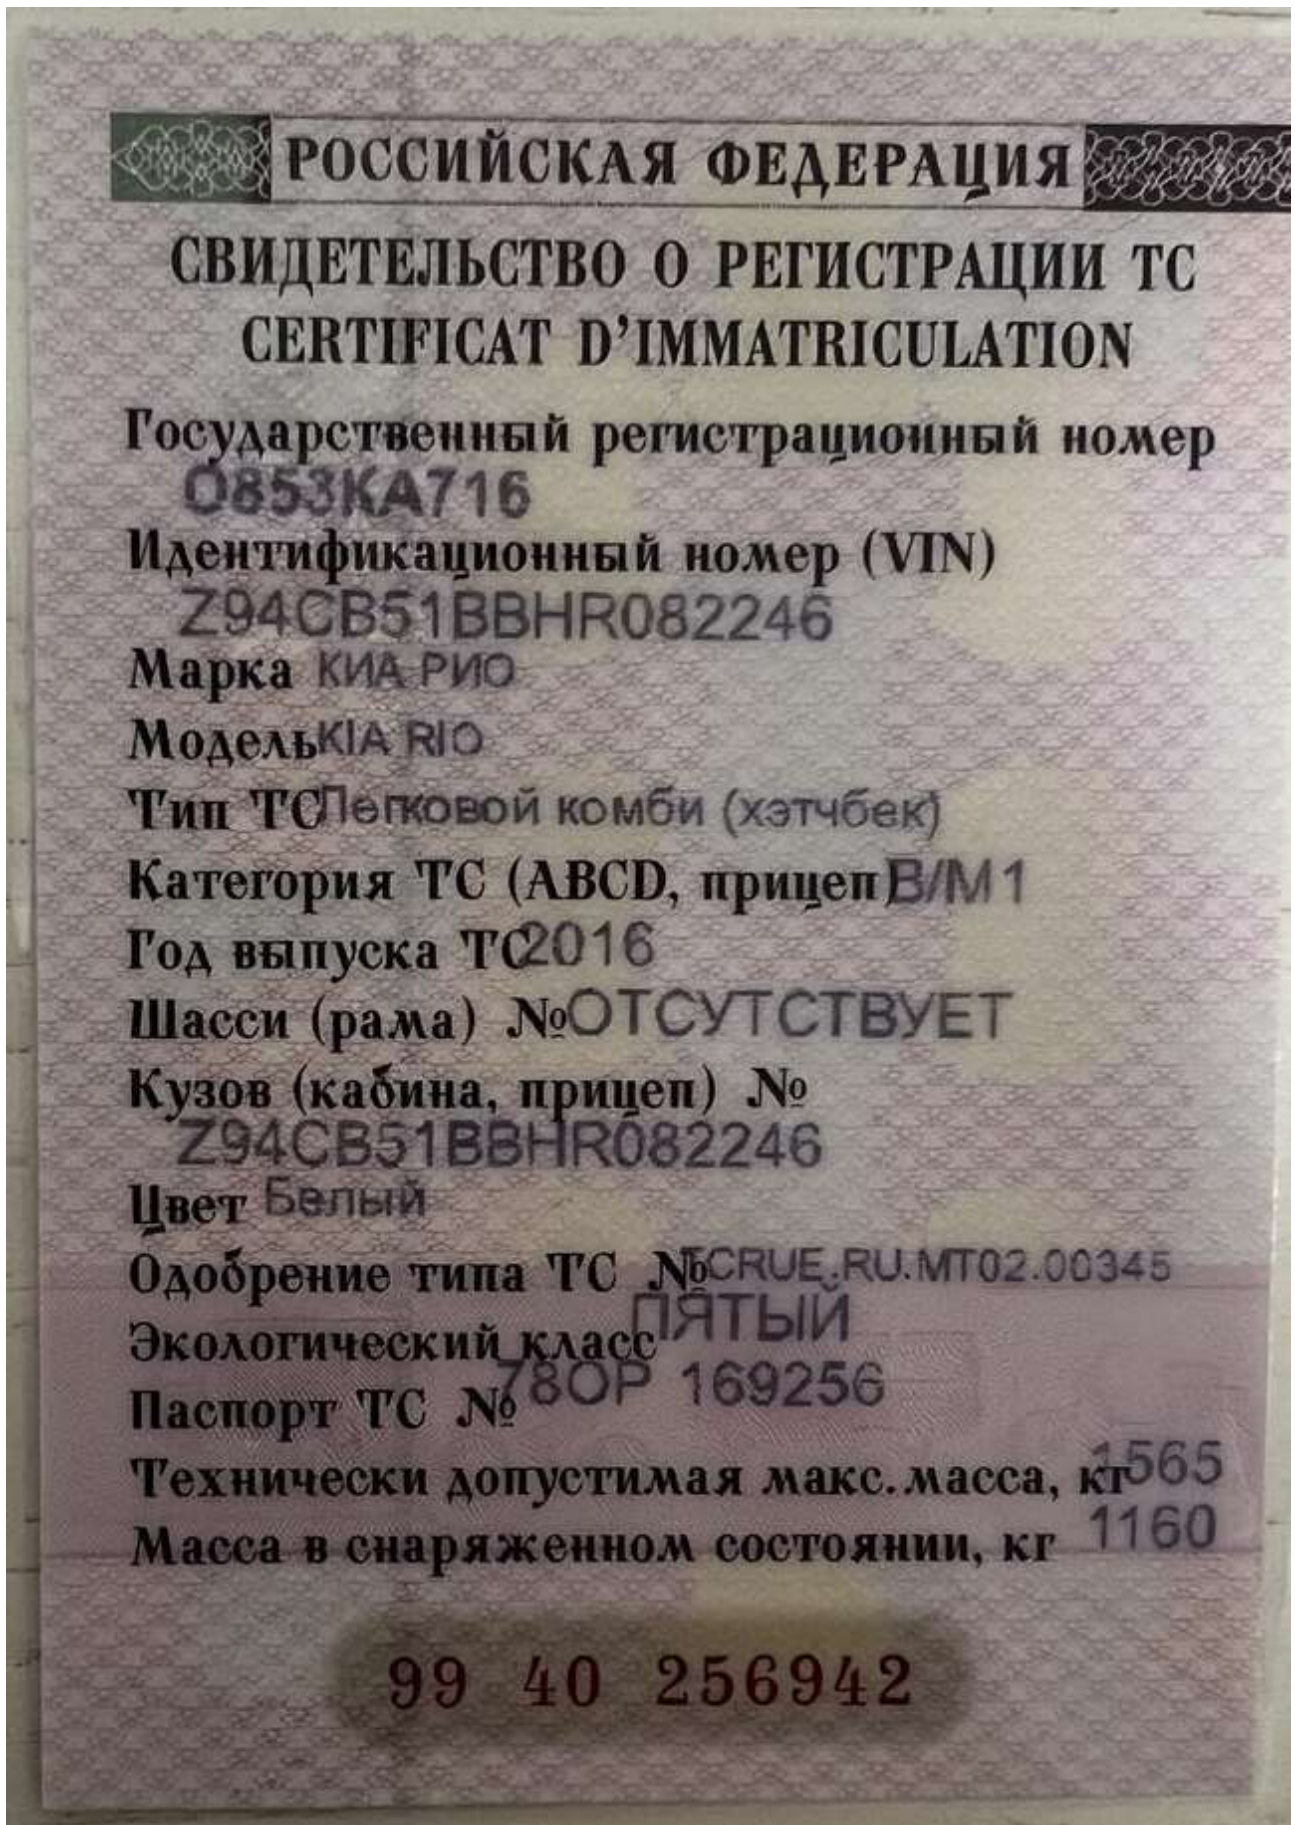 РОССИЙСКАЯ ФЕДЕРАЦИЯ
СВИДЕТЕЛЬСТВО О РЕГИСТРАЦИИ ТС
CERTIFICAT D'IMMATRICULATION
Государственный регистрационный номер
О853КА716
Идентификационный номер (VIN)
Z94CB51BBHR082246
Марка КИА РИО
Модель KIA RIO
Тип ТС Легковой комби (хэтчбек)
Категория ТС (ABCD, прицеп) B/M1
Год выпуска ТС 2016
Шасси (рама) № ОТСУТСТВУЕТ
Кузов (кабина, прицеп) №
Z94CB51BBHR082246
Цвет Белый
Одобрение типа ТС № ТСRUE.RU.MT02.00345
Экологический класс ПЯТЫЙ
Паспорт ТС № 78ОР 169256
Технически допустимая макс. масса, кг 1565
Масса в снаряженном состоянии, кг 1160
99 40 256942